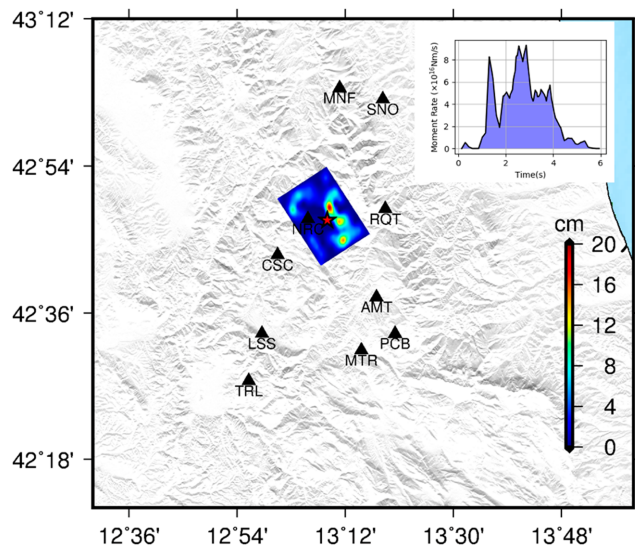 43°12'
42°54'
42°36'
42°18'
12°36'
12°54'
13°12'
13°30'
13°48'
MNF
SNO
RQT
NRC
CSC
AMT
LSS
PCB
MTR
TRL
Moment Rate (×10¹⁶Nm/s)
8
6
4
2
0
0
2
4
6
Time(s)
cm
20
16
12
8
4
0